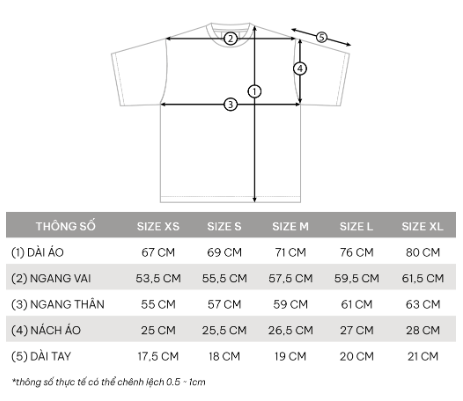 2
5
4
1
3
THÔNG SỐ SIZE XS SIZE S SIZE M SIZE L SIZE XL
(1) DÀI ÁO 67 CM 69 CM 71 CM 76 CM 80 CM
(2) NGANG VAI 53,5 CM 55,5 CM 57,5 CM 59,5 CM 61,5 CM
(3) NGANG THÂN 55 CM 57 CM 59 CM 61 CM 63 CM
(4) NÁCH ÁO 25 CM 25,5 CM 26,5 CM 27 CM 28 CM
(5) DÀI TAY 17,5 CM 18 CM 19 CM 20 CM 21 CM
*thông số thực tế có thể chênh lệch 0.5 - 1cm